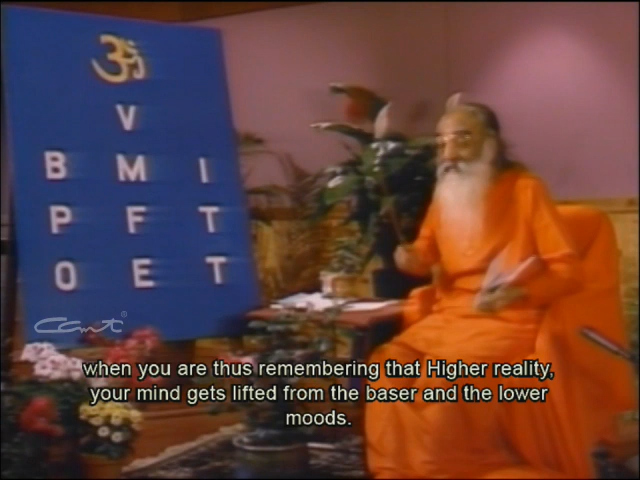 ॐ
V
B M I
P F T
O E T
CCMT
when you are thus remembering that Higher reality,
your mind gets lifted from the baser and the lower
moods.